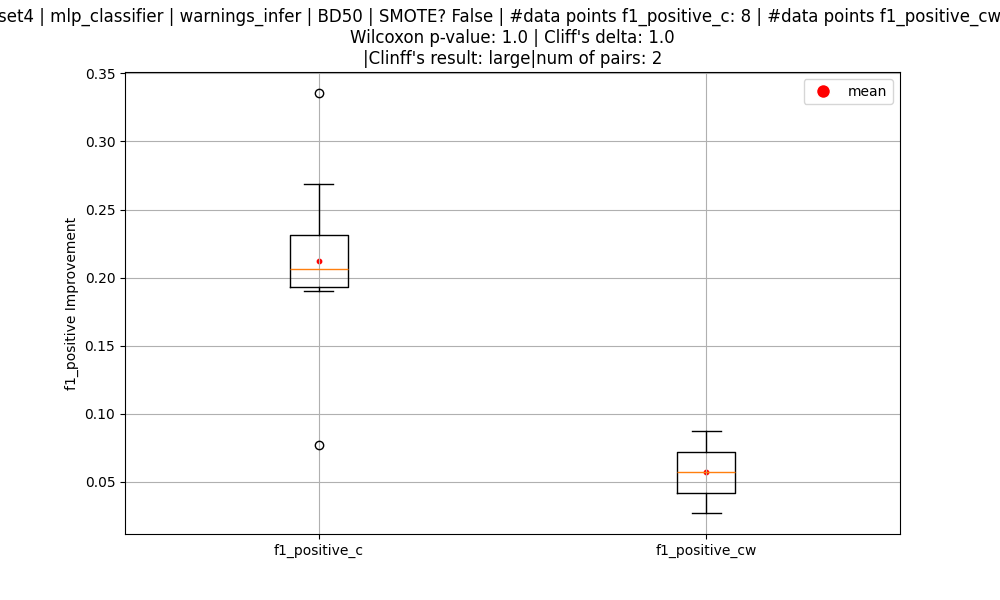 set4 | mlp_classifier | warnings_infer | BD50 | SMOTE? False | #data points f1_positive_c: 8 | #data points f1_positive_cw
Wilcoxon p-value: 1.0 | Cliff's delta: 1.0
|Clinff's result: large|num of pairs: 2
mean
f1_positive Improvement
0.35
0.30
0.25
0.20
0.15
0.10
0.05
f1_positive_c
f1_positive_cw